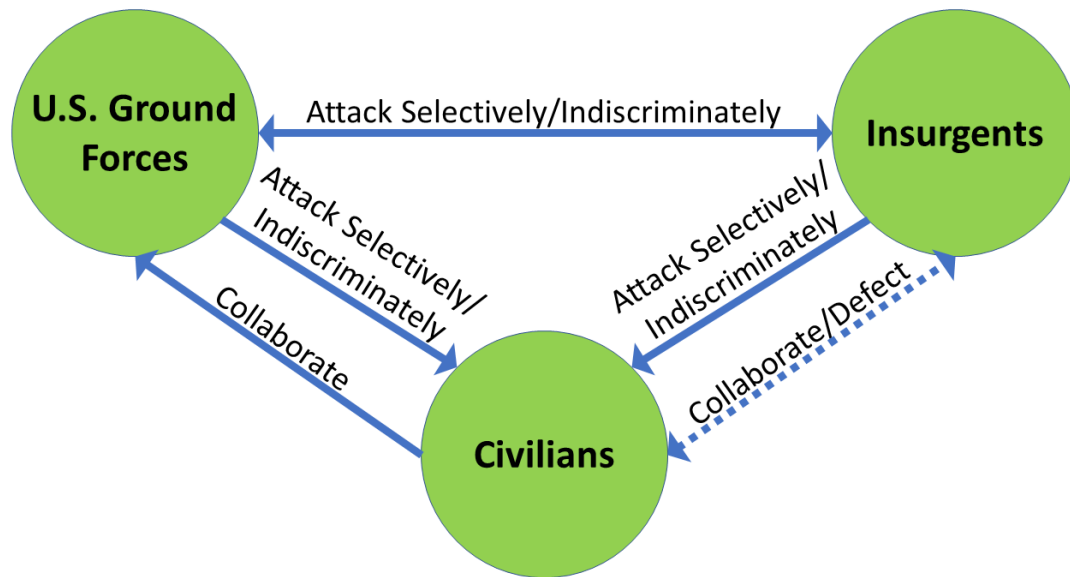 U.S. Ground
Forces
Attack Selectively/Indiscriminately
Insurgents
Attack Selectively/
Indiscriminately
Collaborate
Attack Selectively/
Indiscriminately
Collaborate/Defect
Civilians